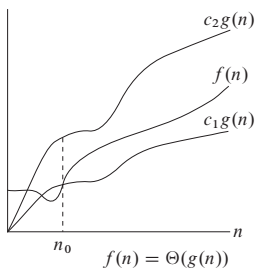 c₂g(n)
f(n)
c₁g(n)
n
n₀
f(n) = Θ(g(n))